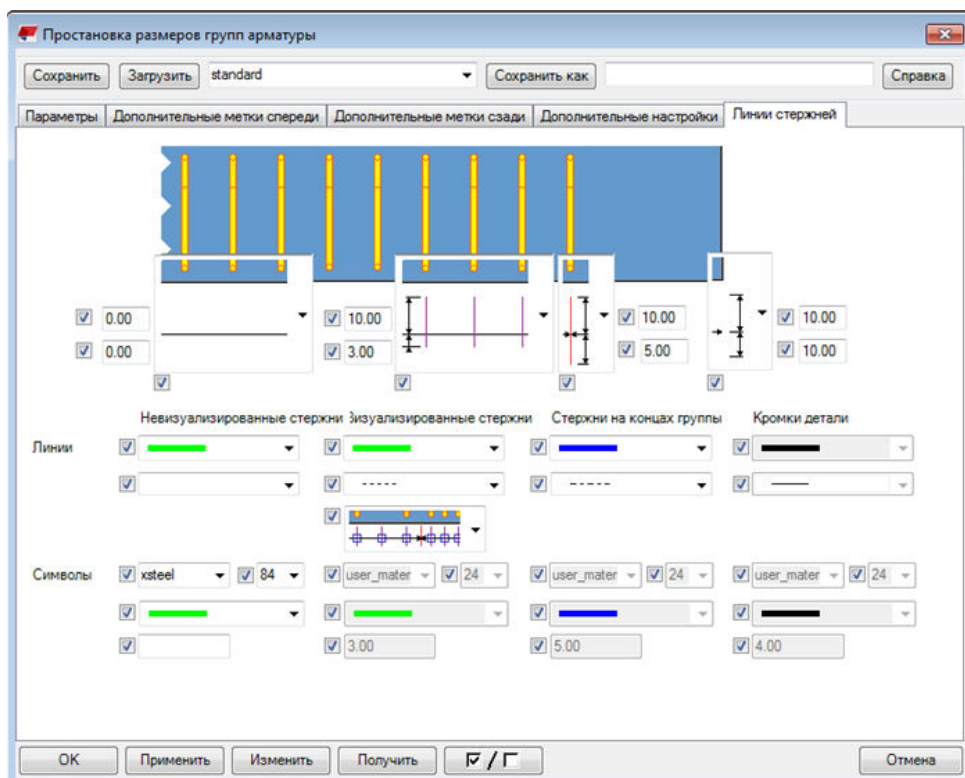 Простановка размеров групп арматуры
Сохранить Загрузить standard Сохранить как Справка
Параметры Дополнительные метки спереди Дополнительные метки сзади Дополнительные настройки Линии стержней
0.00 10.00 10.00 10.00
0.00 3.00 5.00 10.00
Невизуализированные стержни Визуализированные стержни Стержни на концах группы Кромки детали
Линии
Символы xsteel 84 user_mater 24 user_mater 24 user_mater 24
3.00 5.00 4.00
OK Применить Изменить Получить / Отмена